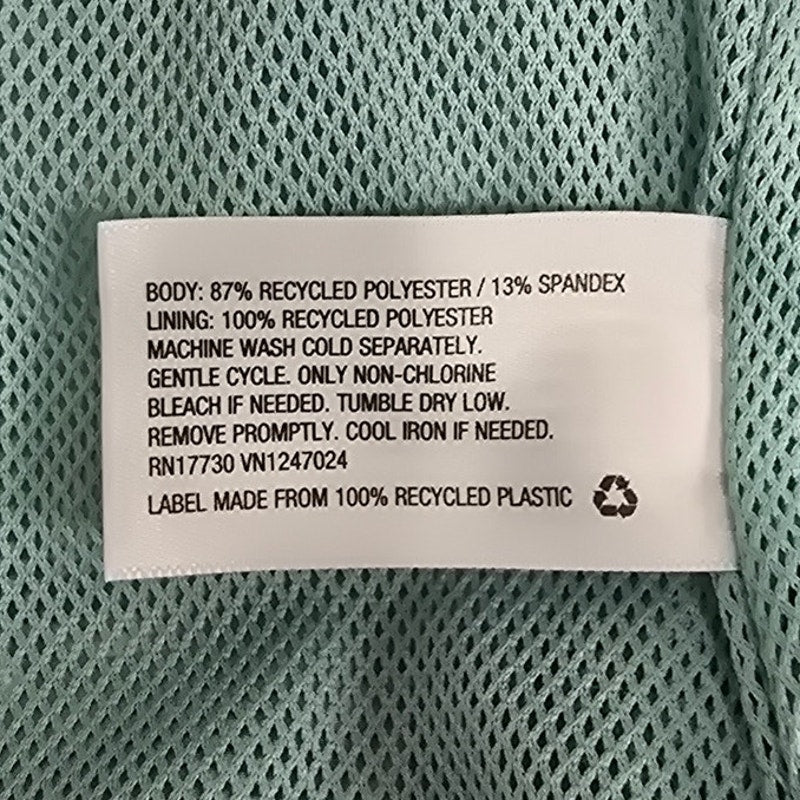 BODY: 87% RECYCLED POLYESTER / 13% SPANDEX
LINING: 100% RECYCLED POLYESTER
MACHINE WASH COLD SEPARATELY.
GENTLE CYCLE. ONLY NON-CHLORINE
BLEACH IF NEEDED. TUMBLE DRY LOW.
REMOVE PROMPTLY. COOL IRON IF NEEDED.
RN17730 VN1247024
LABEL MADE FROM 100% RECYCLED PLASTIC